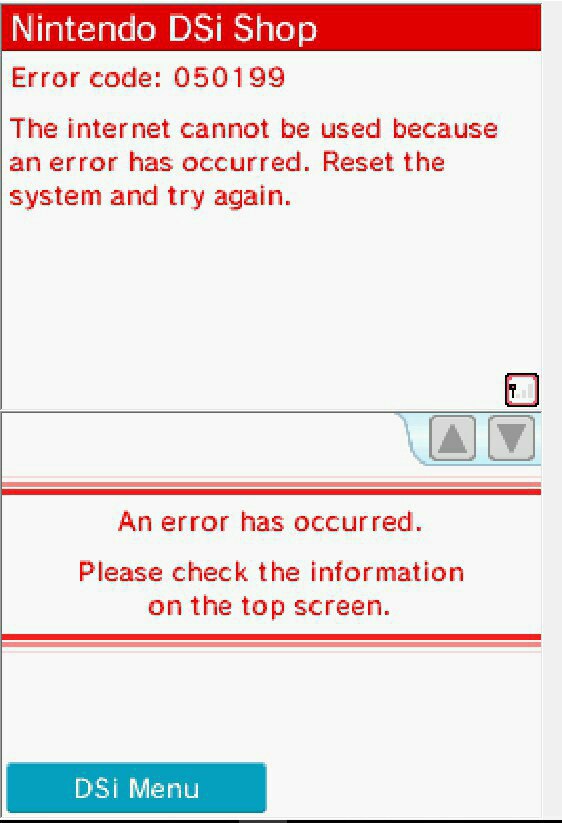 Nintendo DSi Shop
Error code: 050199
The internet cannot be used because
an error has occurred. Reset the
system and try again.
An error has occurred.
Please check the information
on the top screen.
DSi Menu